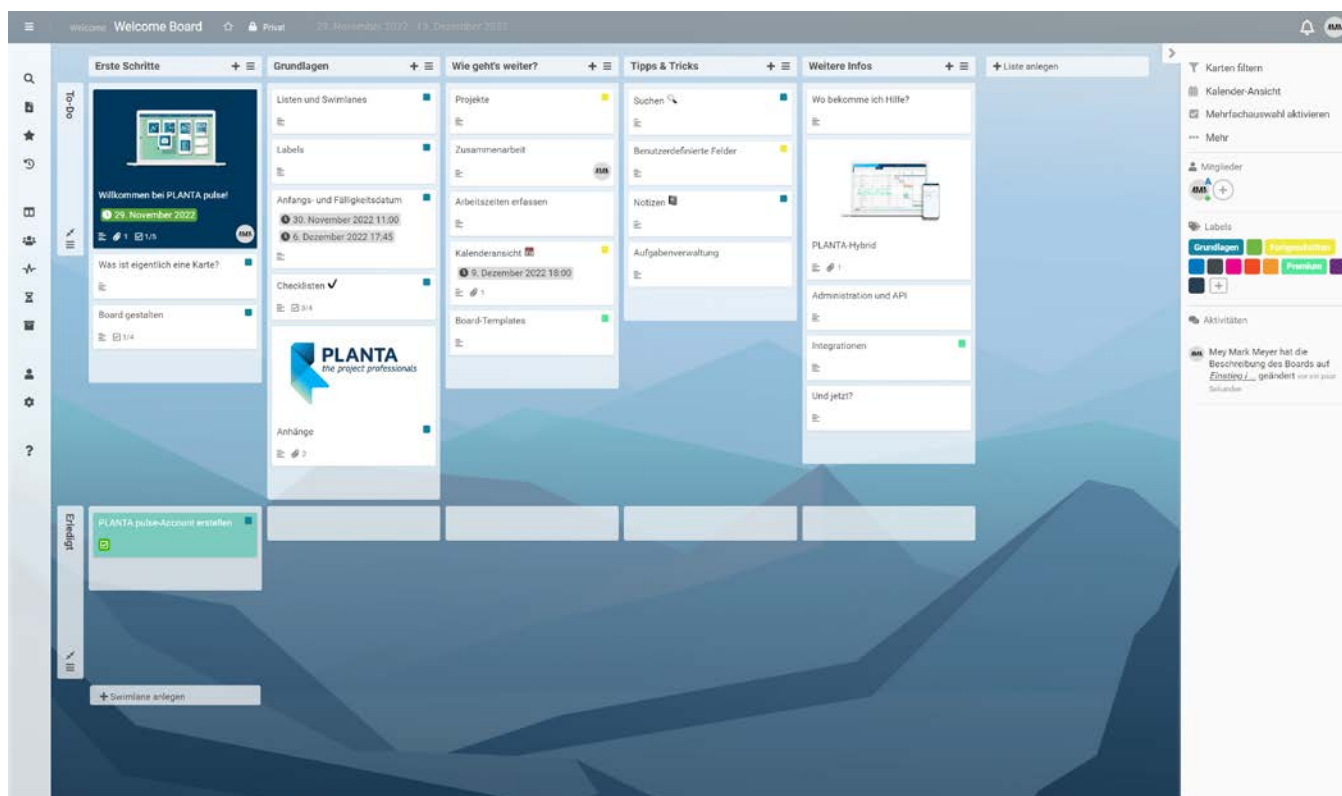 Welcome Welcome Board Privat 29. November 2022 - 13. Dezember 2022
To-Do
Erste Schritte
Willkommen bei PLANTA pulse!
29. November 2022
1 1/5
Was ist eigentlich eine Karte?
Board gestalten
1/4
Grundlagen
Listen und Swimlanes
Labels
Anfangs- und Fälligkeitsdatum
30. November 2022 11:00
6. Dezember 2022 17:45
Checklisten
3/4
PLANTA
the project professionals
Anhänge
2
Wie geht's weiter?
Projekte
Zusammenarbeit
Arbeitszeiten erfassen
Kalenderansicht
9. Dezember 2022 18:00
1
Board-Templates
Tipps & Tricks
Suchen
Benutzerdefinierte Felder
Notizen
Aufgabenverwaltung
Weitere Infos
Wo bekomme ich Hilfe?
PLANTA-Hybrid
1
Administration und API
Integrationen
Und jetzt?
+ Liste anlegen
Erledigt
PLANTA pulse-Account erstellen
+ Swimlane anlegen
Karten filtern
Kalender-Ansicht
Mehrfachauswahl aktivieren
Mehr
Mitglieder
A
Labels
Grundlagen Fortgeschritten
Premium
Aktivitäten
Mey Mark Meyer hat die
Beschreibung des Boards auf
Einstieg i... geändert vor ein paar
Sekunden
?